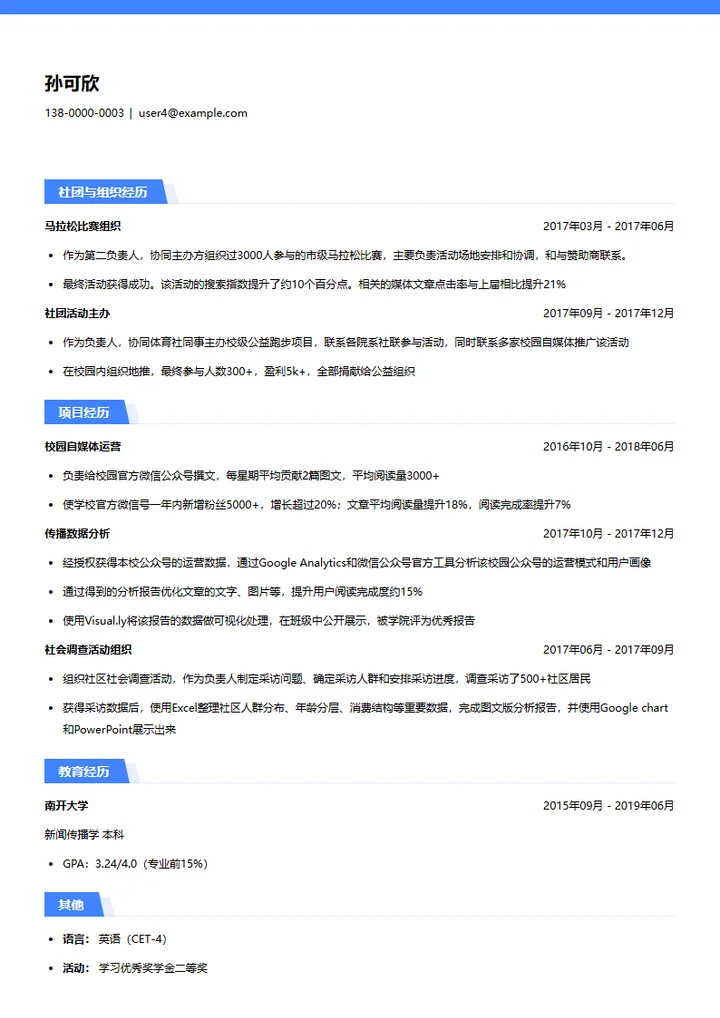 孙可欣
138-0000-0003 | user4@example.com
社团与组织经历
马拉松比赛组织 2017年03月 - 2017年06月
• 作为第二负责人，协同主办方组织过3000人参与的市级马拉松比赛，主要负责活动场地安排和协调，和与赞助商联系。
• 最终活动获得成功。该活动的搜索指数提升了约10个百分点。相关的媒体文章点击率与上届相比提升21%
社团活动主办 2017年09月 - 2017年12月
• 作为负责人，协同体育社同事主办校级公益跑步项目，联系各院系社联参与活动，同时联系多家校园自媒体推广该活动
• 在校园内组织地推，最终参与人数300+，盈利5k+，全部捐献给公益组织
项目经历
校园自媒体运营 2016年10月 - 2018年06月
• 负责给校园官方微信公众号撰文，每星期平均贡献2篇图文，平均阅读量3000+
• 使学校官方微信号一年内新增粉丝5000+，增长超过20%；文章平均阅读量提升18%，阅读完成率提升7%
传播数据分析 2017年10月 - 2017年12月
• 经授权获得本校公众号的运营数据，通过Google Analytics和微信公众号官方工具分析该校园公众号的运营模式和用户画像
• 通过得到的分析报告优化文章的文字、图片等，提升用户阅读完成度约15%
• 使用Visual.ly将该报告的数据做可视化处理，在班级中公开展示，被学院评为优秀报告
社会调查活动组织 2017年06月 - 2017年09月
• 组织社区社会调查活动，作为负责人制定采访问题、确定采访人群和安排采访进度，调查采访了500+社区居民
• 获得采访数据后，使用Excel整理社区人群分布、年龄分层、消费结构等重要数据，完成图文版分析报告，并使用Google chart
和PowerPoint展示出来
教育经历
南开大学 2015年09月 - 2019年06月
新闻传播学 本科
• GPA：3.24/4.0（专业前15%）
其他
• 语言： 英语（CET-4）
• 活动： 学习优秀奖学金二等奖